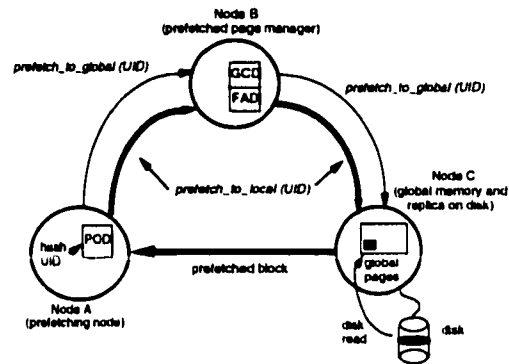 Node B
(prefetched page manager)
prefetch_to_global (UID)
GCD
FAD
prefetch_to_global (UID)
prefetch_to_local (UID)
Node C
(global memory and
replica on disk)
hash
UID
POD
global
pages
prefetched block
Node A
(prefetching node)
disk
read
disk